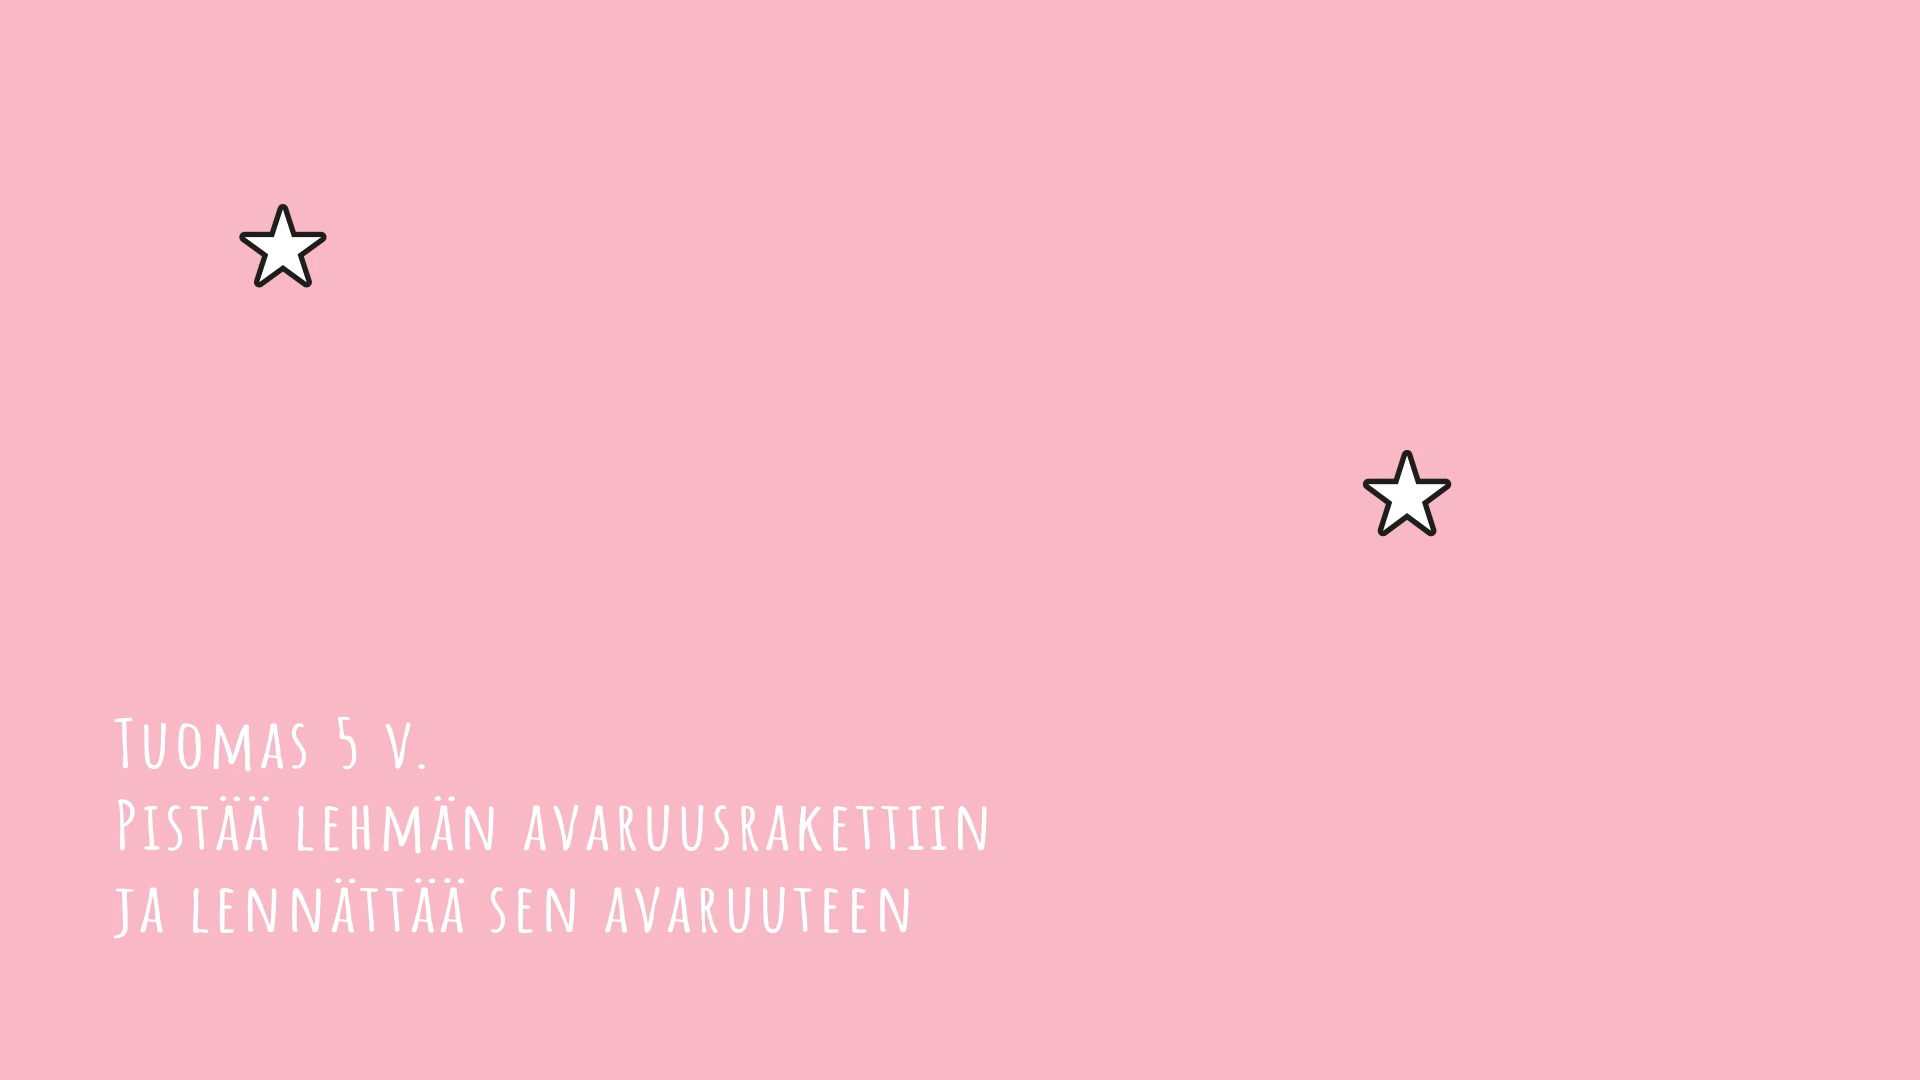 Tuomas 5 v.
Pistää lehmän avaruusrakettiin
ja lennättää sen avaruuteen